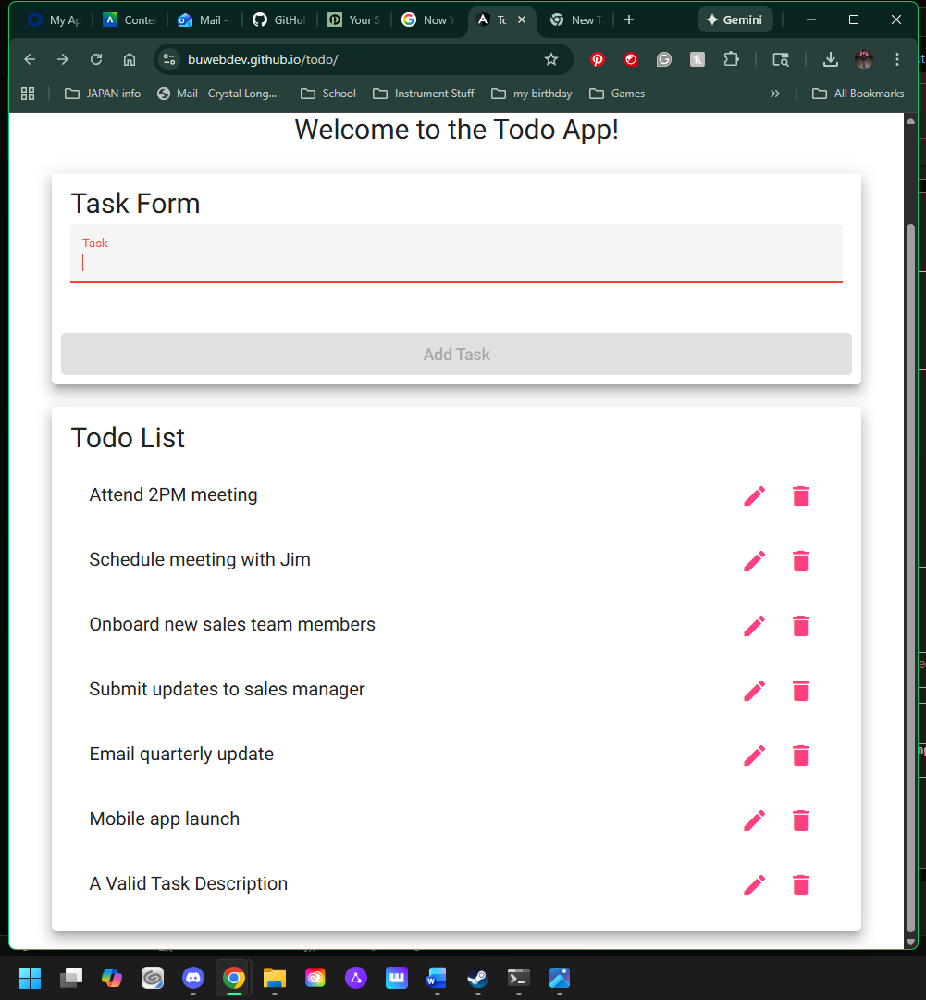 My Ap
Conte
Mail -
GitHu
Your S
Now Y
To
New T
Gemini
buwebdev.github.io/todo/
JAPAN info
Mail - Crystal Long...
School
Instrument Stuff
my birthday
Games
All Bookmarks
Welcome to the Todo App!
Task Form
Task
Add Task
Todo List
Attend 2PM meeting
Schedule meeting with Jim
Onboard new sales team members
Submit updates to sales manager
Email quarterly update
Mobile app launch
A Valid Task Description